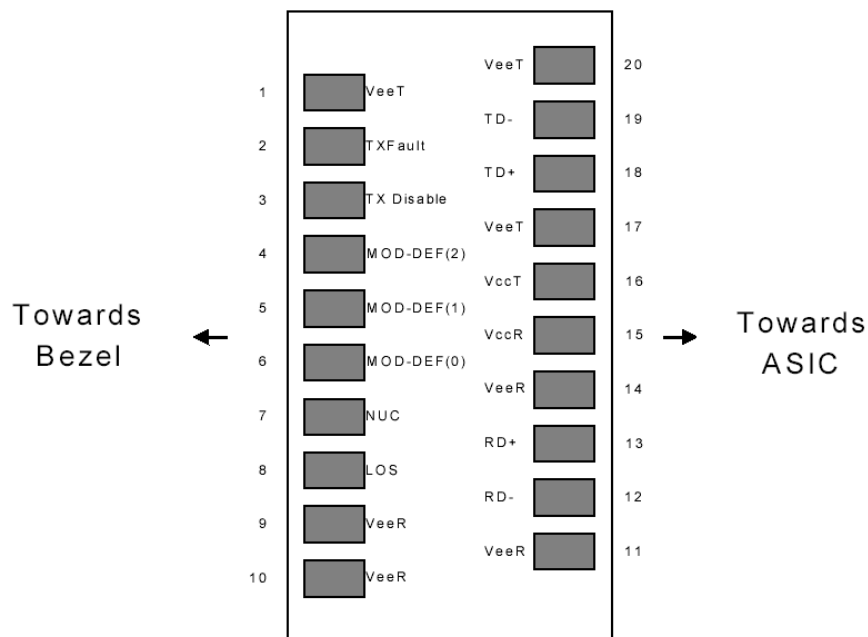 VeeT 20
1 VeeT
TD- 19
2 TXFault
TD+ 18
3 TX Disable
VeeT 17
4 MOD-DEF(2)
VccT 16
5 MOD-DEF(1)
Towards
Bezel
VccR 15
Towards
ASIC
6 MOD-DEF(0)
VeeR 14
7 NUC
RD+ 13
8 LOS
RD- 12
9 VeeR
VeeR 11
10 VeeR